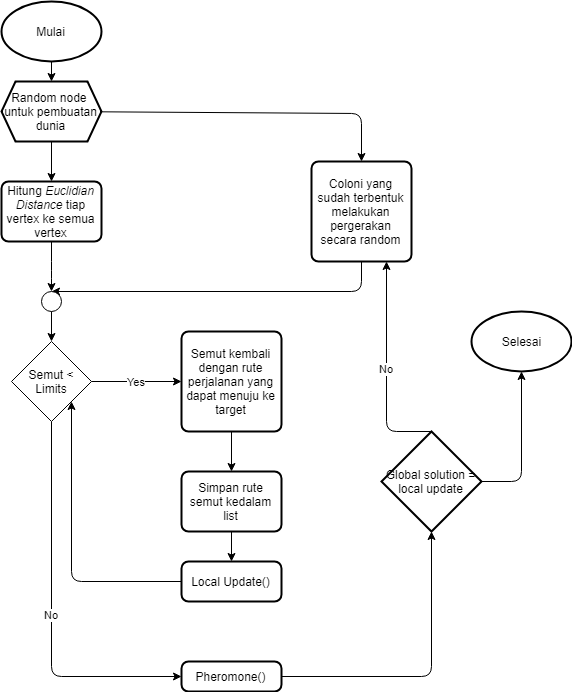 Mulai
Random node
untuk pembuatan
dunia
Hitung Euclidian
Distance tiap
vertex ke semua
vertex
Coloni yang
sudah terbentuk
melakukan
pergerakan
secara random
Semut <
Limits
Yes
Semut kembali
dengan rute
perjalanan yang
dapat menuju ke
target
Simpan rute
semut kedalam
list
Local Update()
No
Pheromone()
Global solution =
local update
No
Selesai